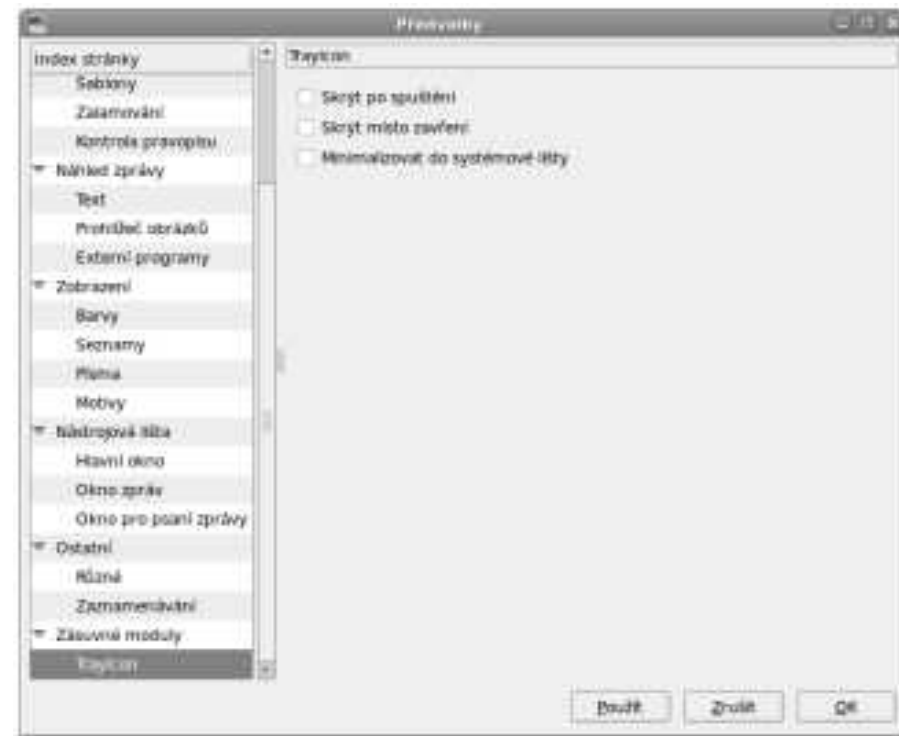 Předvolby
Index stránky
Šablony
Zalamování
Kontrola pravopisu
Náhled zprávy
Text
Prohlížeč obrázků
Externí programy
Zobrazení
Barvy
Seznamy
Písma
Motivy
Nástrojová lišta
Hlavní okno
Okno zpráv
Okno pro psaní zprávy
Ostatní
Různé
Zaznamenávání
Zásuvné moduly
Trayicon
Trayicon
Skrýt po spuštění
Skrýt místo zavření
Minimalizovat do systémové lišty
Použít
Zrušit
OK